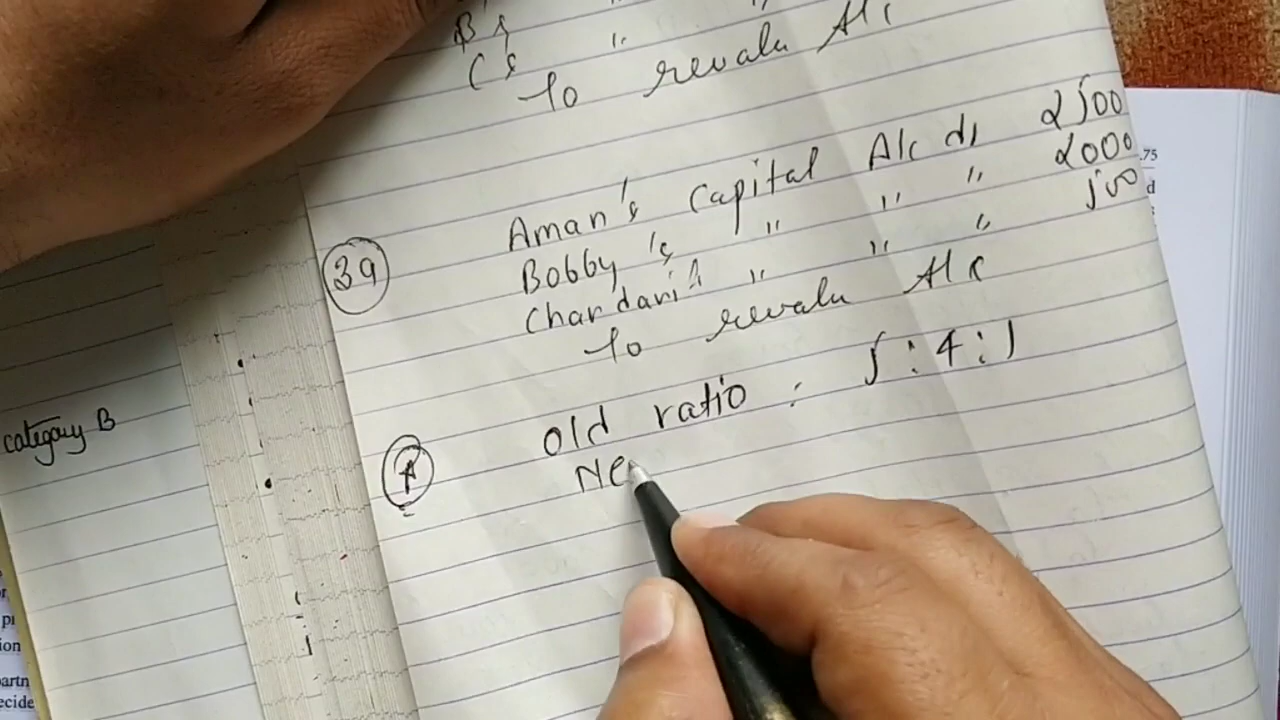 B's "
C's "
To revalu A/c
39 Aman's Capital A/c dr 2500
Bobby's " " " 2000
Chandani's " " " 500
To revalu A/c
A Old ratio : 5:4:1
Ne
category B
.75
d